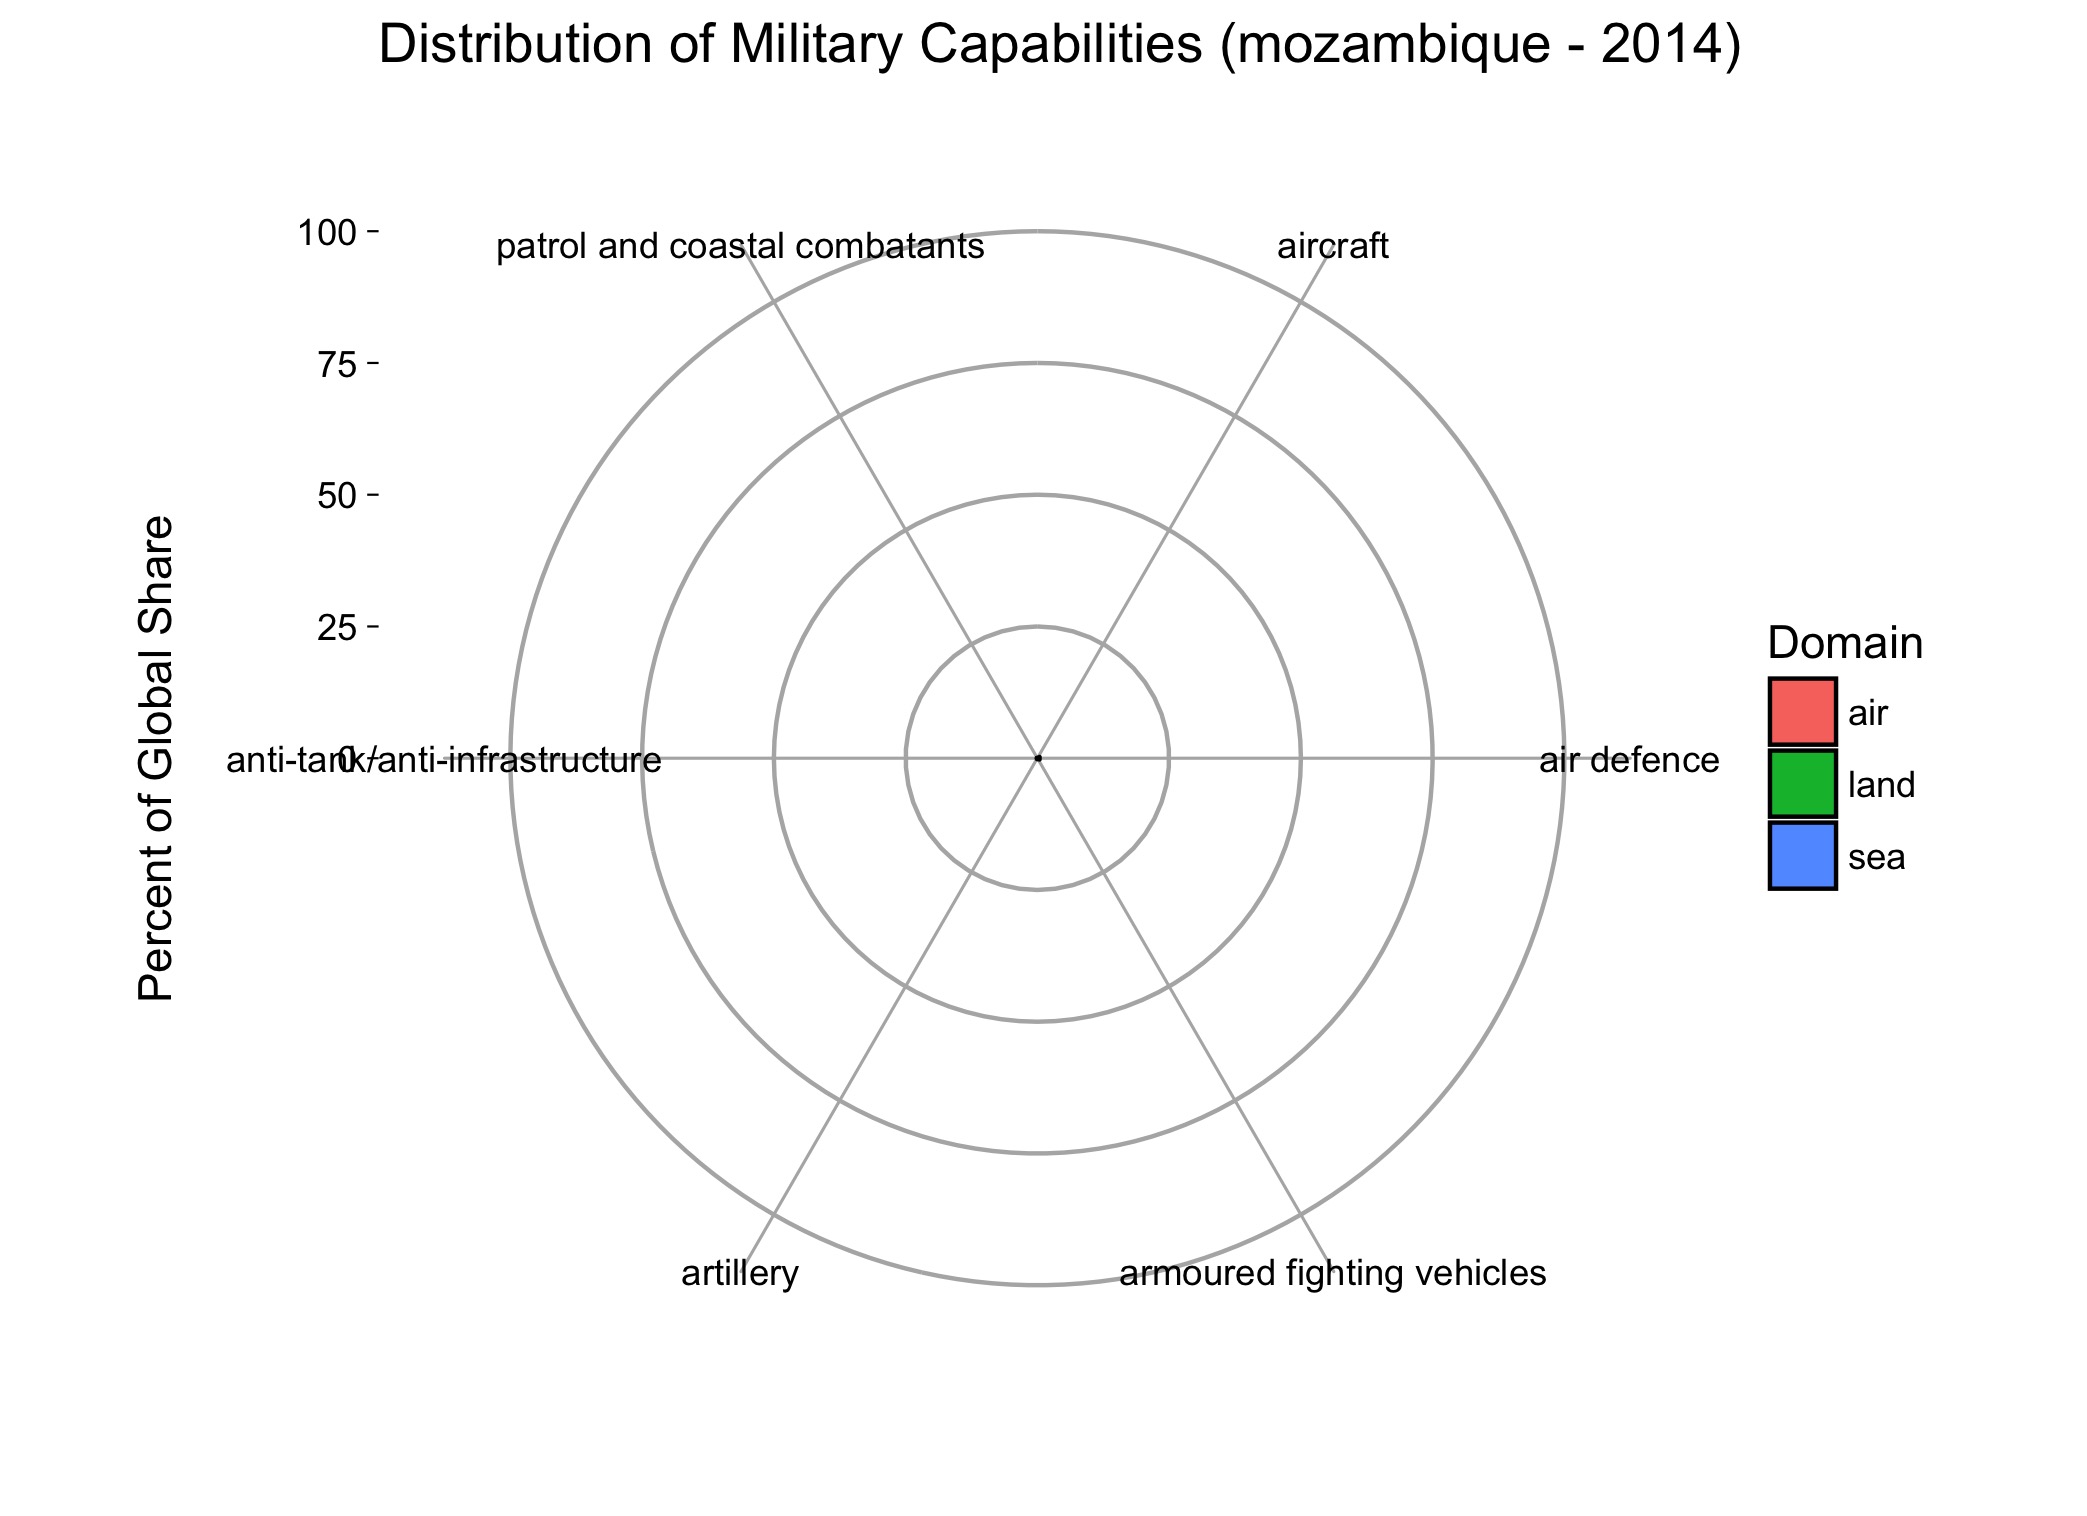 Distribution of Military Capabilities (mozambique - 2014)
100
patrol and coastal combatants
aircraft
75
50
25
Percent of Global Share
0
anti-tank/anti-infrastructure
air defence
artillery
armoured fighting vehicles
Domain
air
land
sea